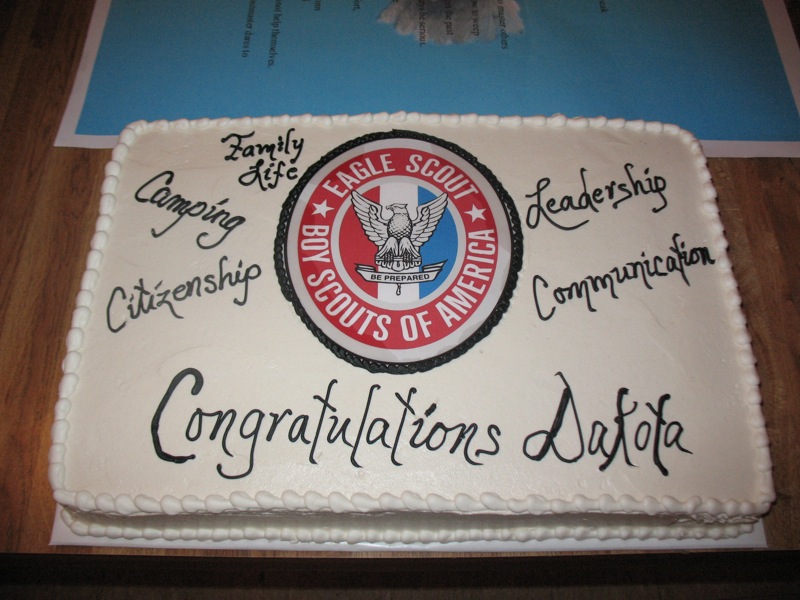 Family
Life
Camping
Citizenship
EAGLE SCOUT
BOY SCOUTS OF AMERICA
BE PREPARED
Leadership
Communication
Congratulations Dakota